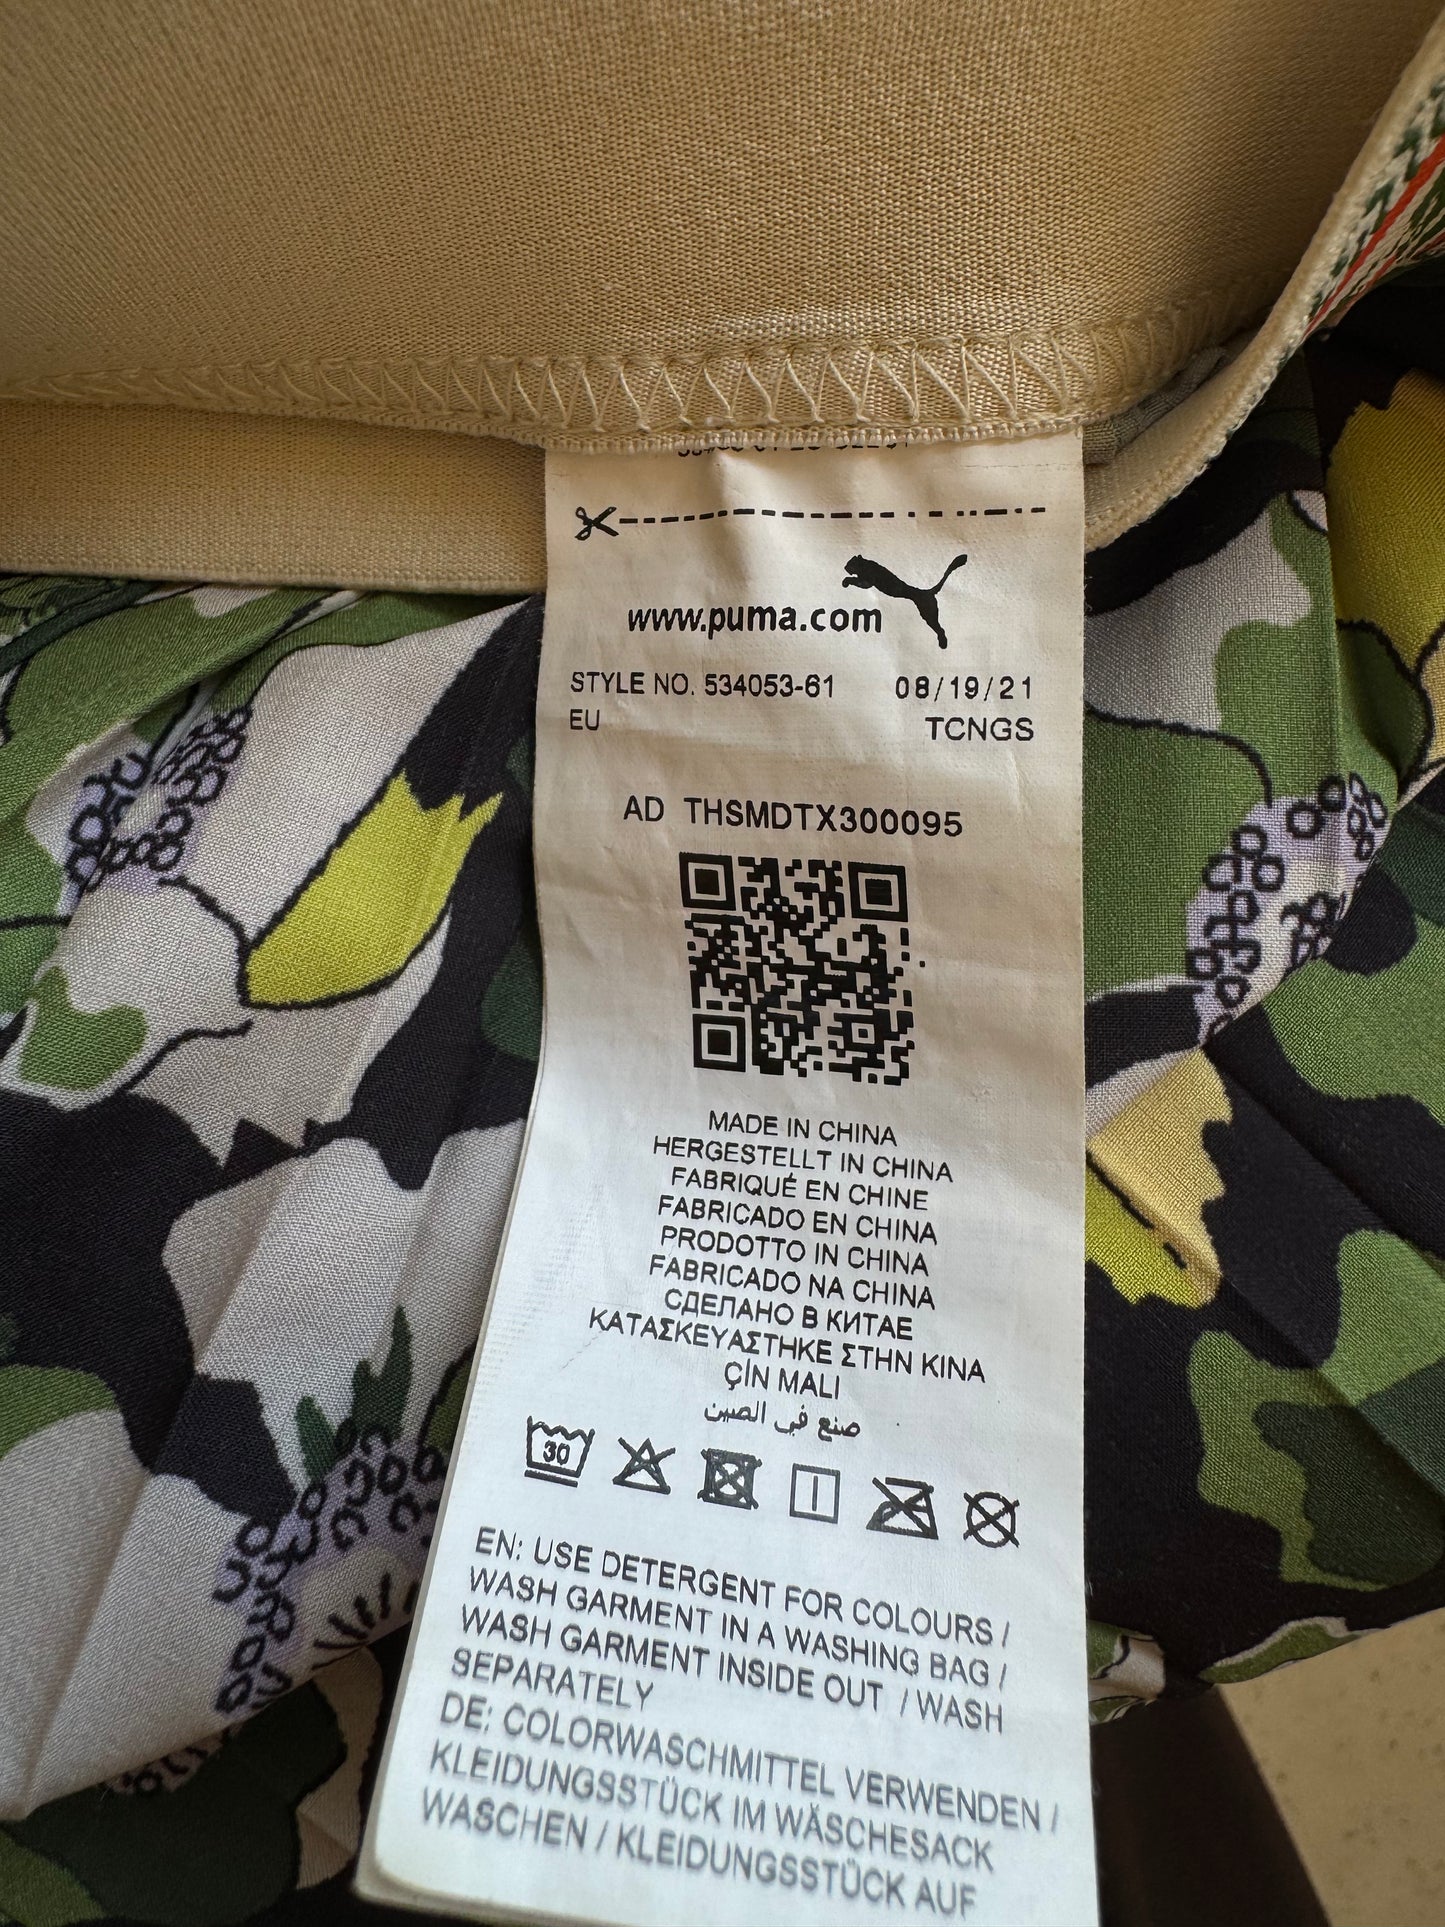 www.puma.com
STYLE NO. 534053-61 08/19/21
EU TCNGS
AD THSMDTX300095
MADE IN CHINA
HERGESTELLT IN CHINA
FABRIQUÉ EN CHINE
FABRICADO EN CHINA
PRODOTTO IN CHINA
FABRICADO NA CHINA
СДЕЛАНО В КИТАЕ
ΚΑΤΑΣΚΕΥΑΣΤΗΚΕ ΣΤΗΝ ΚΙΝΑ
ÇİN MALI
صنع في الصين
30
EN: USE DETERGENT FOR COLOURS /
WASH GARMENT IN A WASHING BAG /
WASH GARMENT INSIDE OUT / WASH
SEPARATELY
DE: COLORWASCHMITTEL VERWENDEN /
KLEIDUNGSSTÜCK IM WÄSCHESACK
WASCHEN / KLEIDUNGSSTÜCK AUF